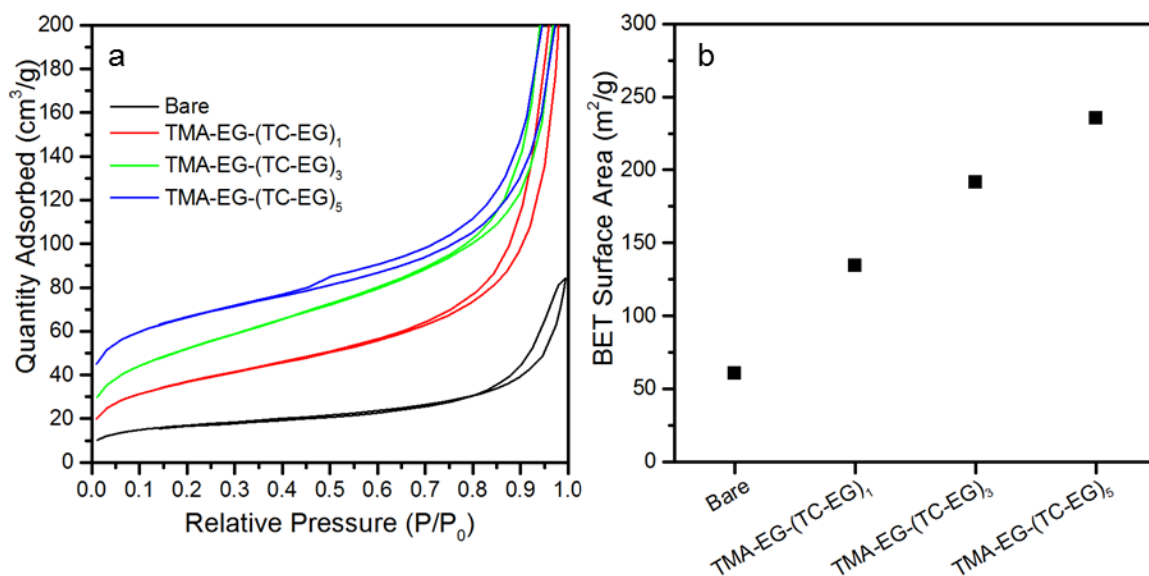 a
Quantity Adsorbed (cm³/g)
200
180
160
140
120
100
80
60
40
20
0
Bare
TMA-EG-(TC-EG)₁
TMA-EG-(TC-EG)₃
TMA-EG-(TC-EG)₅
0.0 0.1 0.2 0.3 0.4 0.5 0.6 0.7 0.8 0.9 1.0
Relative Pressure (P/P₀)
b
BET Surface Area (m²/g)
300
250
200
150
100
50
0
Bare
TMA-EG-(TC-EG)₁
TMA-EG-(TC-EG)₃
TMA-EG-(TC-EG)₅